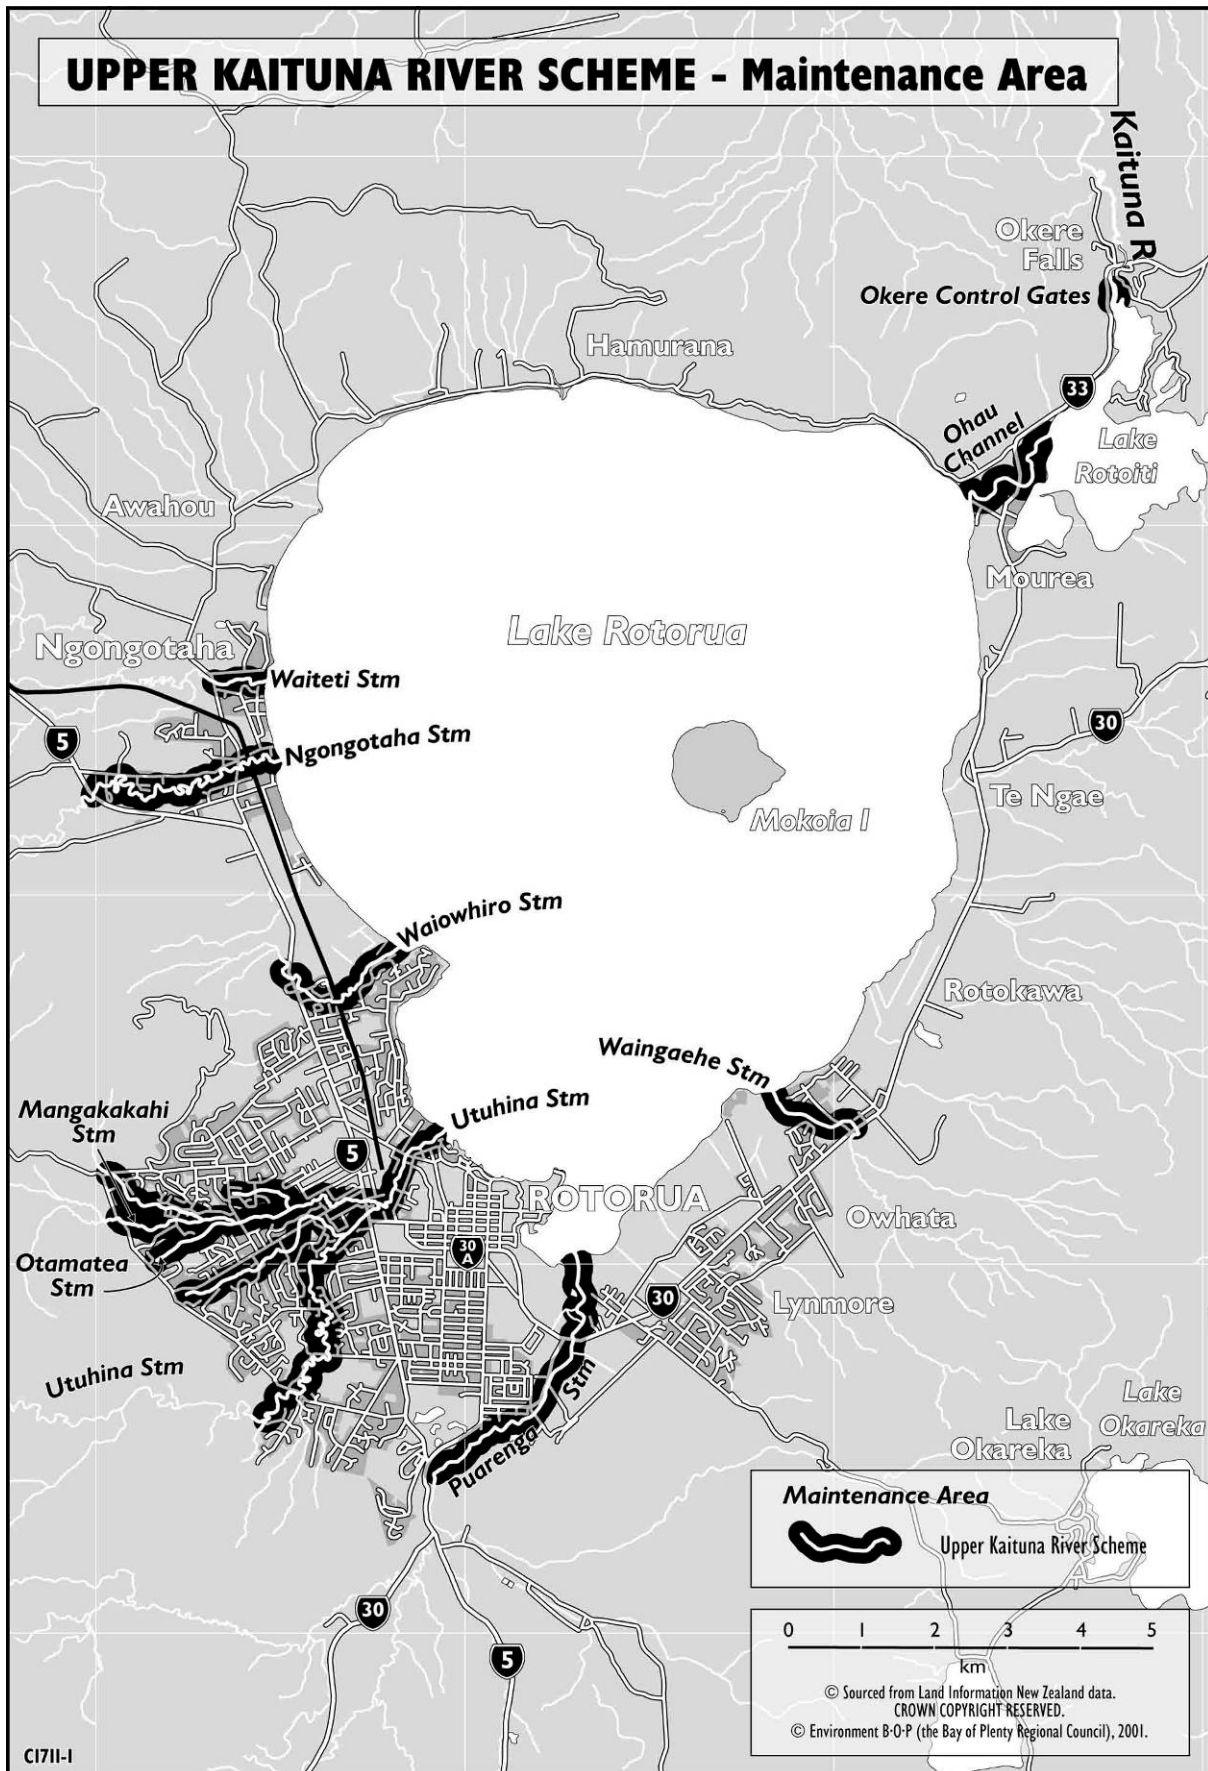 UPPER KAITUNA RIVER SCHEME - Maintenance Area
Kaituna R
Okere
Falls
Okere Control Gates
Hamurana
33
Ohau
Channel
Lake
Rotoiti
Awahou
Mourea
Lake Rotorua
Ngongotaha
Waiteti Stm
5
Ngongotaha Stm
30
Te Ngae
Mokoia I
Waiowhiro Stm
Rotokawa
Waingaehe Stm
Mangakakahi
Stm
Utuhina Stm
5
ROTORUA
Owhata
30
A
Otamatea
Stm
30
Lynmore
Utuhina Stm
Puarenga Stm
Lake
Okareka
Lake
Okareka
Maintenance Area
Upper Kaituna River Scheme
30
5
0 1 2 3 4 5
km
© Sourced from Land Information New Zealand data.
CROWN COPYRIGHT RESERVED.
© Environment B·O·P (the Bay of Plenty Regional Council), 2001.
C1711-1